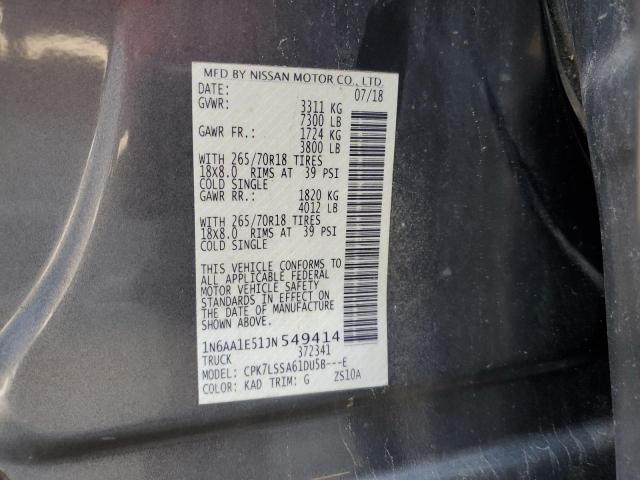 MFD BY NISSAN MOTOR CO., LTD.
DATE: 07/18
GVWR: 3311 KG
7300 LB
GAWR FR.: 1724 KG
3800 LB
WITH 265/70R18 TIRES
18X8.0 RIMS AT 39 PSI
COLD SINGLE
GAWR RR.: 1820 KG
4012 LB
WITH 265/70R18 TIRES
18X8.0 RIMS AT 39 PSI
COLD SINGLE
THIS VEHICLE CONFORMS TO
ALL APPLICABLE FEDERAL
MOTOR VEHICLE SAFETY
STANDARDS IN EFFECT ON
THE DATE OF MANUFACTURE
SHOWN ABOVE.
1N6AA1E51JN549414
TRUCK 372341
MODEL: CPK7LSSA61DU5B---E
COLOR: KAD TRIM: G ZS10A